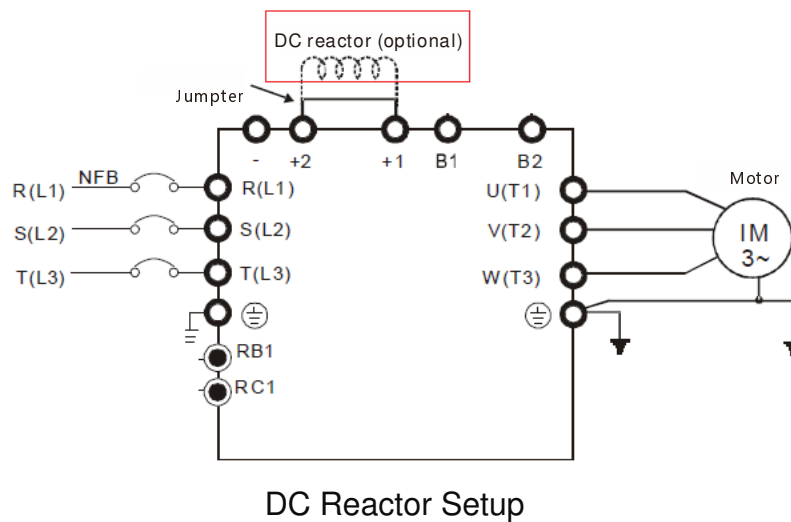 DC reactor (optional)
Jumpter
- +2 +1 B1 B2
R(L1) NFB R(L1) U(T1) Motor
S(L2) S(L2) V(T2) IM
3~
T(L3) T(L3) W(T3)
RB1
RC1
DC Reactor Setup